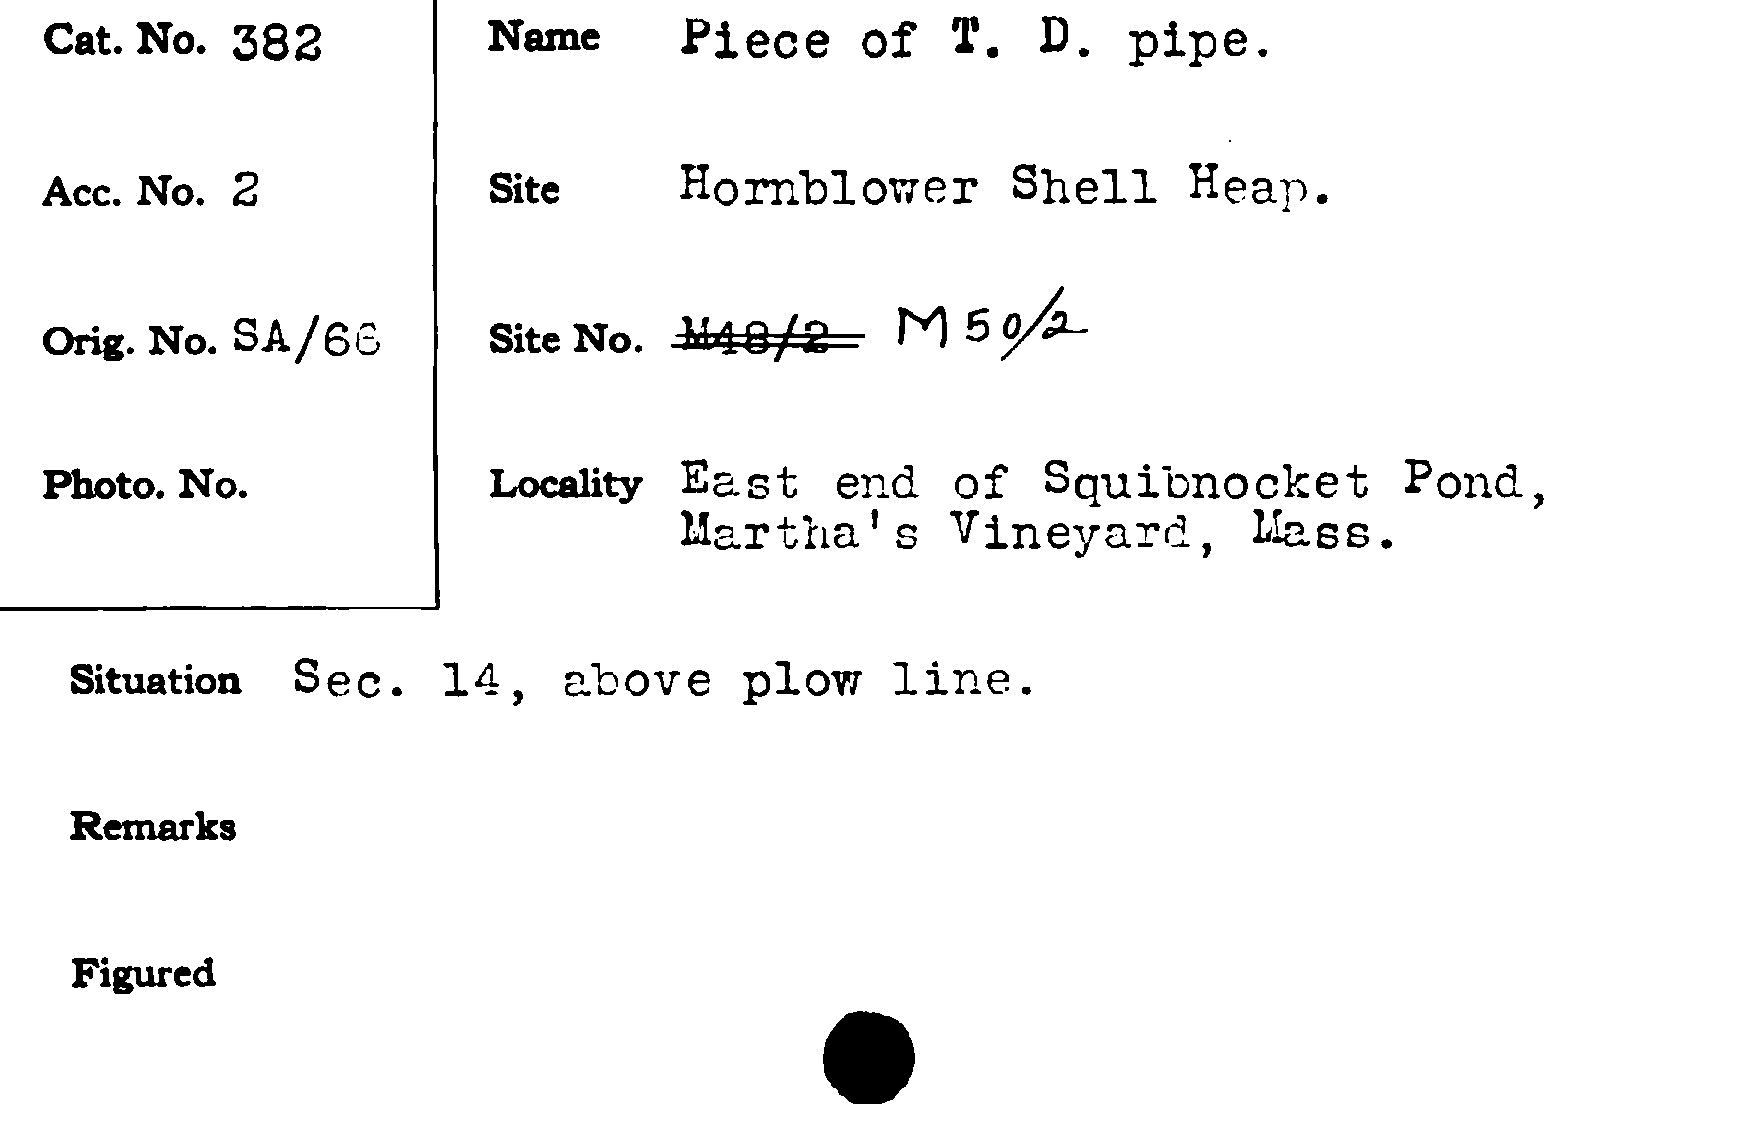 Cat. No. 382
Name Piece of T. D. pipe.
Acc. No. 2
Site Hornblower Shell Heap.
Orig. No. SA/66
Site No. M48/2 M50/2
Photo. No.
Locality East end of Squibnocket Pond,
Martha's Vineyard, Mass.
Situation Sec. 14, above plow line.
Remarks
Figured